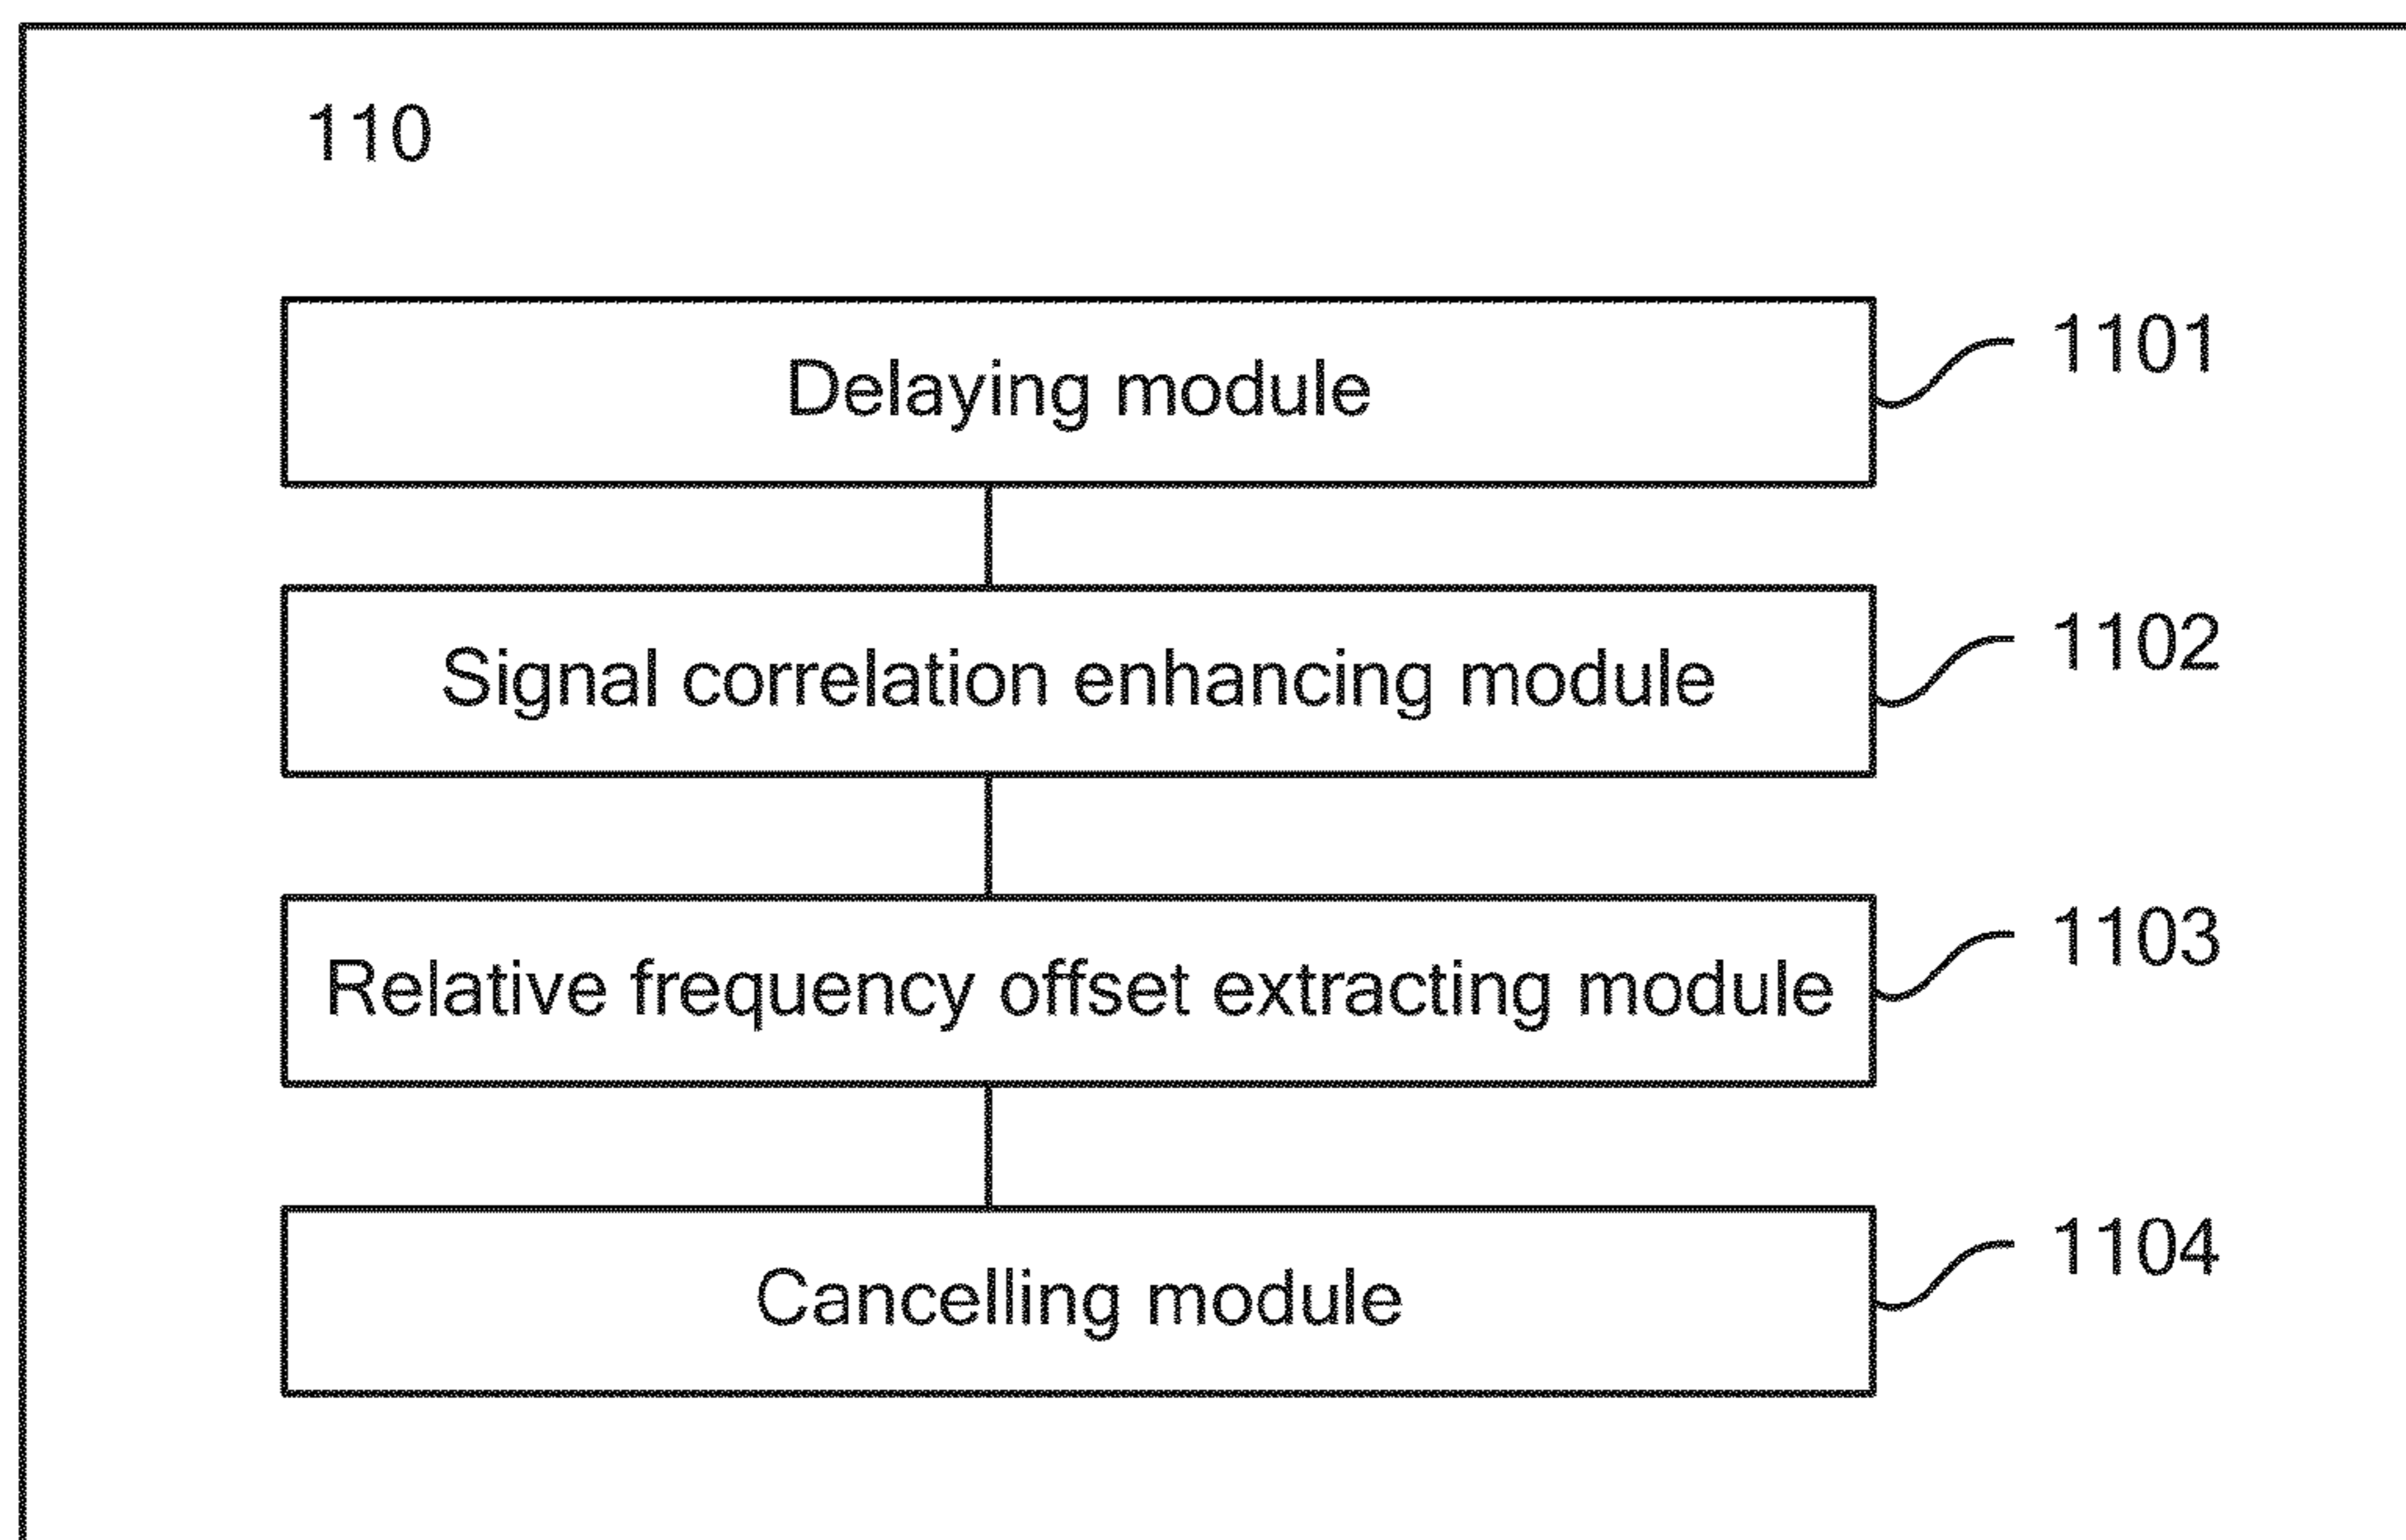 110
Delaying module
1101
Signal correlation enhancing module
1102
Relative frequency offset extracting module
1103
Cancelling module
1104